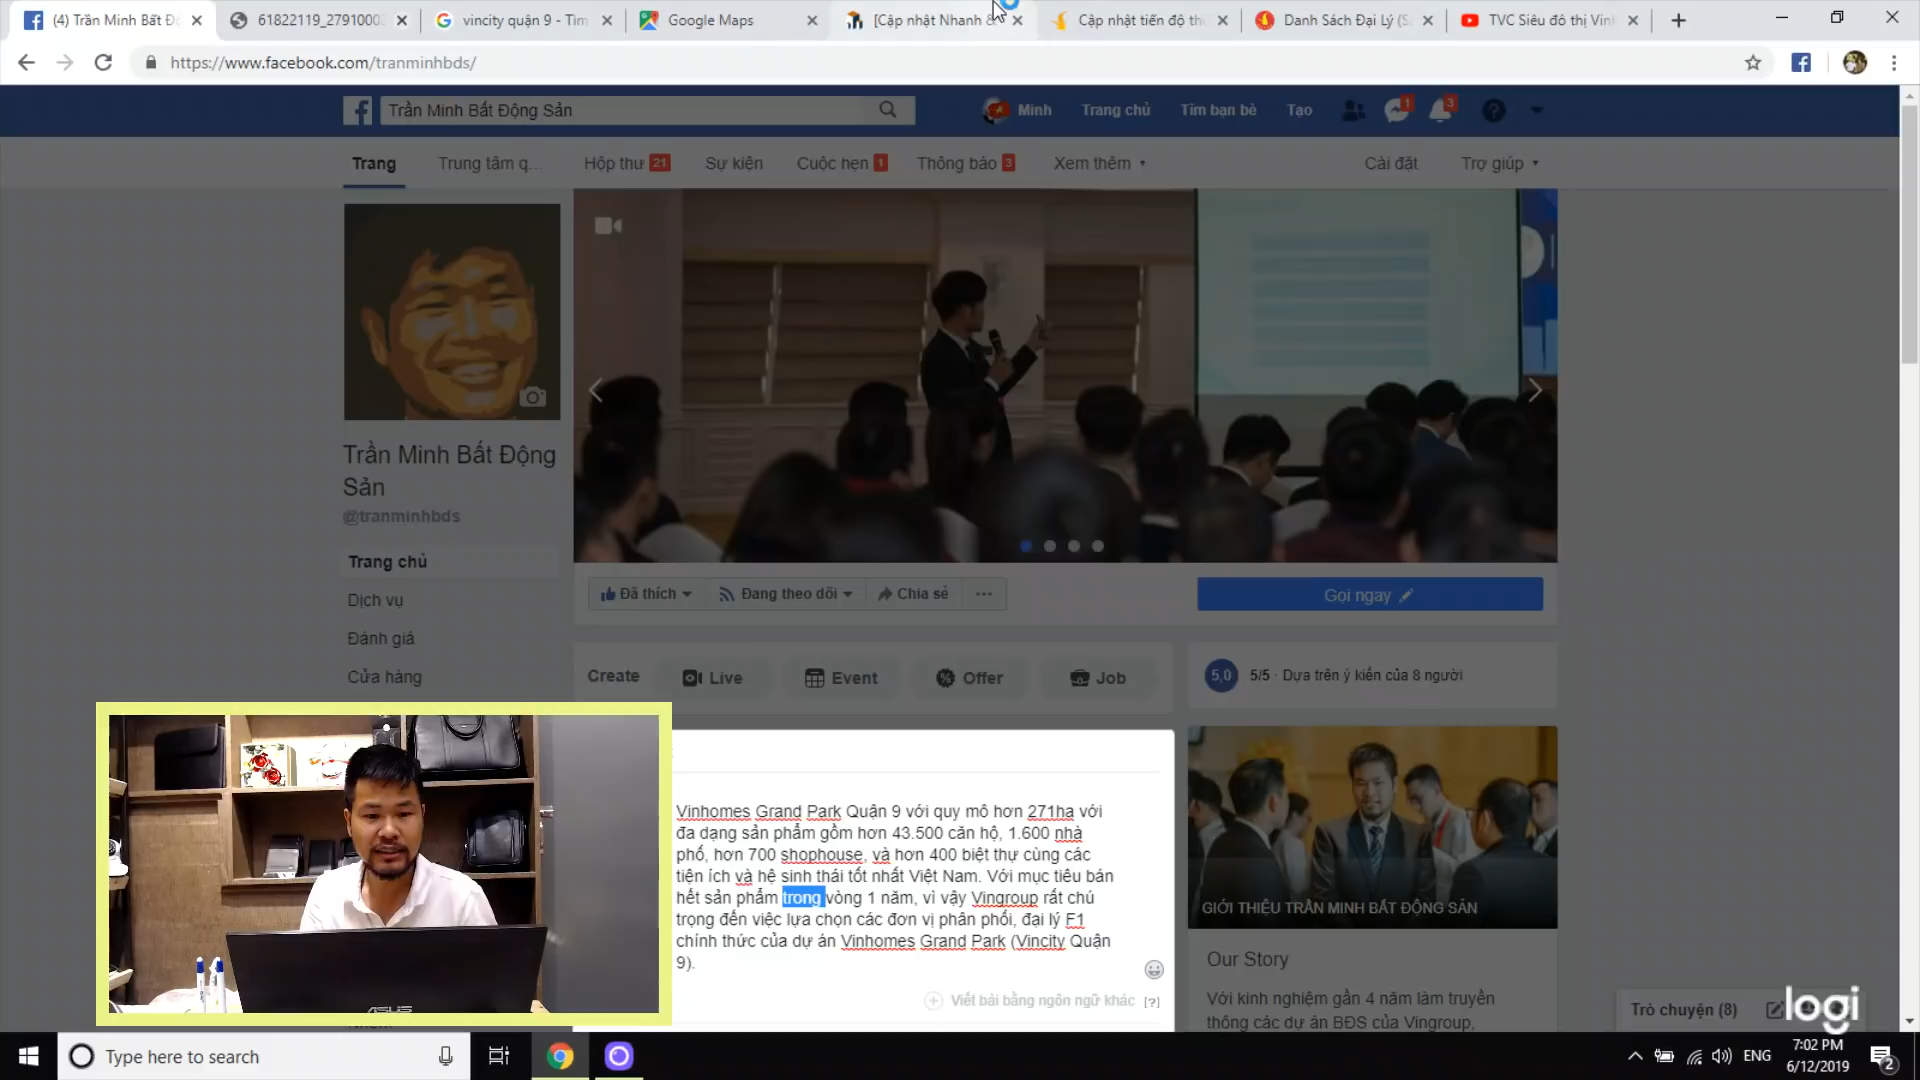 (4) Trần Minh Bất Độ
61822119_2791000
vincity quận 9 - Tìm
Google Maps
[Cập nhật Nhanh &
Cập nhật tiến độ th
Danh Sách Đại Lý (S
TVC Siêu đô thị Vin
https://www.facebook.com/tranminhbds/
Trần Minh Bất Động Sản
Minh
Trang chủ
Tìm bạn bè
Tạo
1
3
Trang
Trung tâm q...
Hộp thư 21
Sự kiện
Cuộc hẹn 1
Thông báo 3
Xem thêm
Cài đặt
Trợ giúp
Trần Minh Bất Động
Sản
@tranminhbds
Trang chủ
Dịch vụ
Đánh giá
Cửa hàng
Đã thích
Đang theo dõi
Chia sẻ
Gọi ngay
Create
Live
Event
Offer
Job
5,0
5/5 · Dựa trên ý kiến của 8 người
Vinhomes Grand Park Quận 9 với quy mô hơn 271ha với
đa dạng sản phẩm gồm hơn 43.500 căn hộ, 1.600 nhà
phố, hơn 700 shophouse, và hơn 400 biệt thự cùng các
tiện ích và hệ sinh thái tốt nhất Việt Nam. Với mục tiêu bán
hết sản phẩm trong vòng 1 năm, vì vậy Vingroup rất chú
trọng đến việc lựa chọn các đơn vị phân phối, đại lý F1
chính thức của dự án Vinhomes Grand Park (Vincity Quận
9).
Viết bài bằng ngôn ngữ khác [?]
GIỚI THIỆU TRẦN MINH BẤT ĐỘNG SẢN
Our Story
Với kinh nghiệm gần 4 năm làm truyền
thông các dự án BĐS của Vingroup,
Trò chuyện (8)
logi
ASUS
Type here to search
ENG
7:02 PM
6/12/2019
2